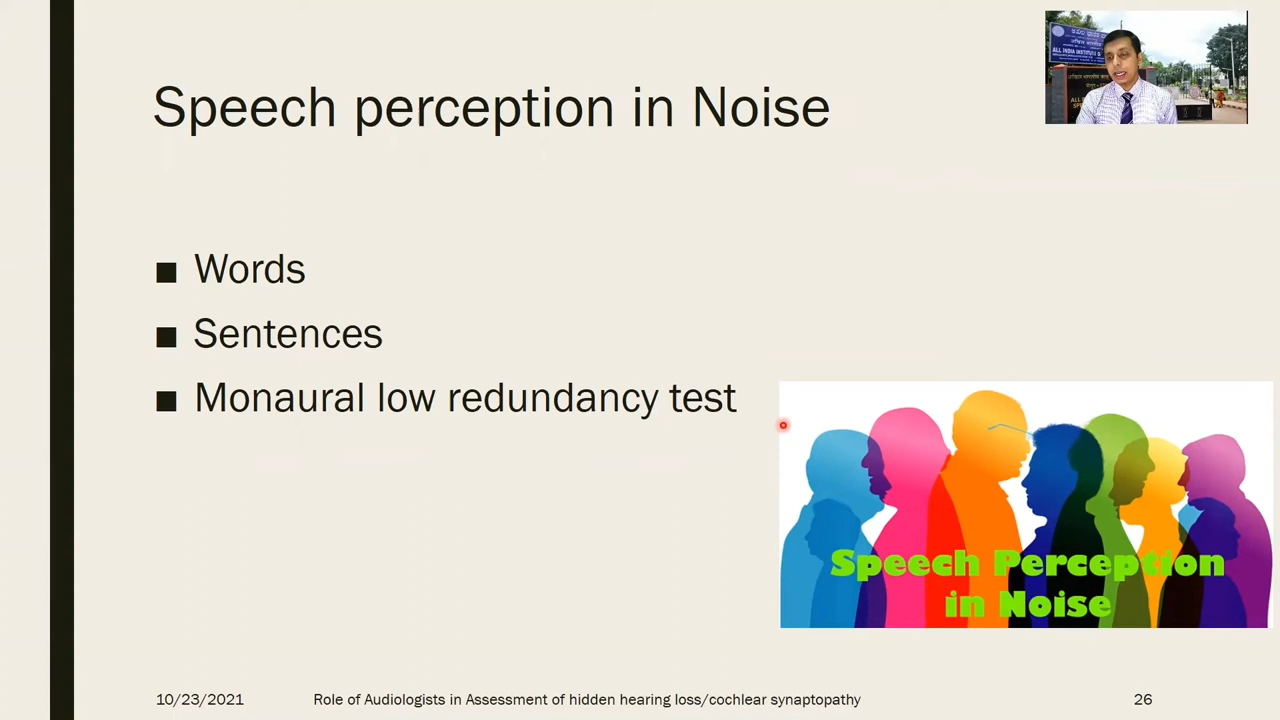 Speech perception in Noise
ALL INDIA INSTITUTE O
■ Words
■ Sentences
■ Monaural low redundancy test
Speech Perception
in Noise
10/23/2021 Role of Audiologists in Assessment of hidden hearing loss/cochlear synaptopathy 26